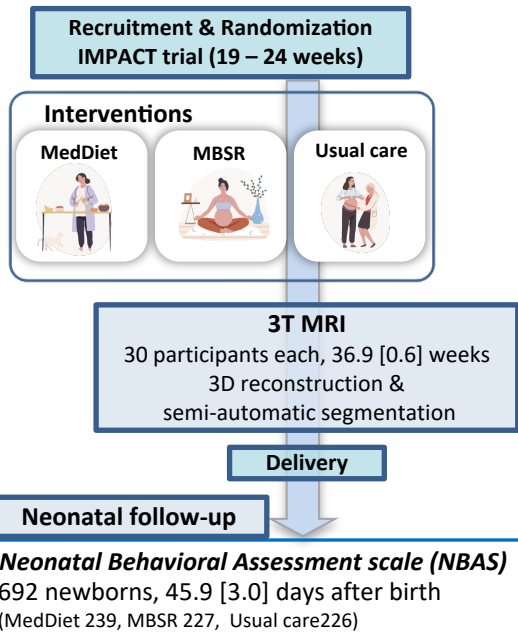 Recruitment & Randomization
IMPACT trial (19 – 24 weeks)
Interventions
MedDiet
MBSR
Usual care
3T MRI
30 participants each, 36.9 [0.6] weeks
3D reconstruction &
semi-automatic segmentation
Delivery
Neonatal follow-up
Neonatal Behavioral Assessment scale (NBAS)
692 newborns, 45.9 [3.0] days after birth
(MedDiet 239, MBSR 227, Usual care226)